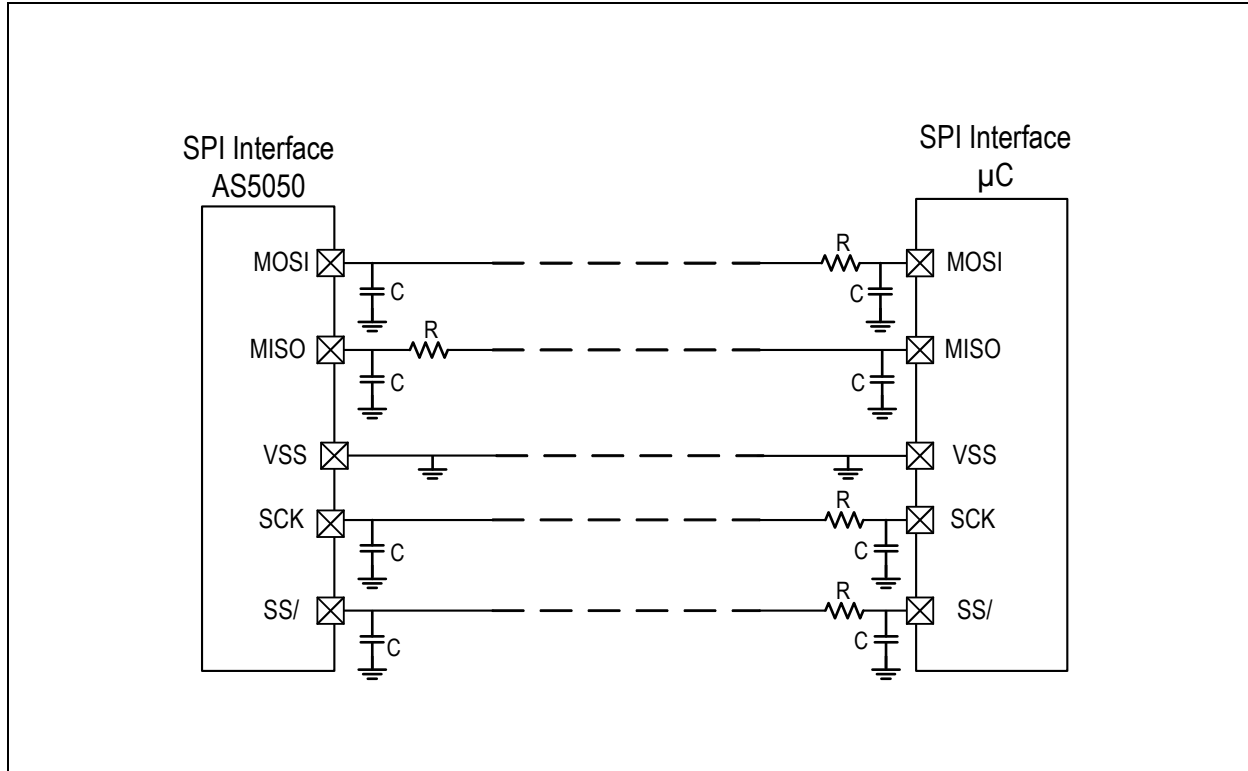 SPI Interface
AS5050
SPI Interface
µC
MOSI
C
R
C
MOSI
MISO
C
R
C
MISO
VSS
VSS
SCK
C
R
C
SCK
SS/
C
R
C
SS/